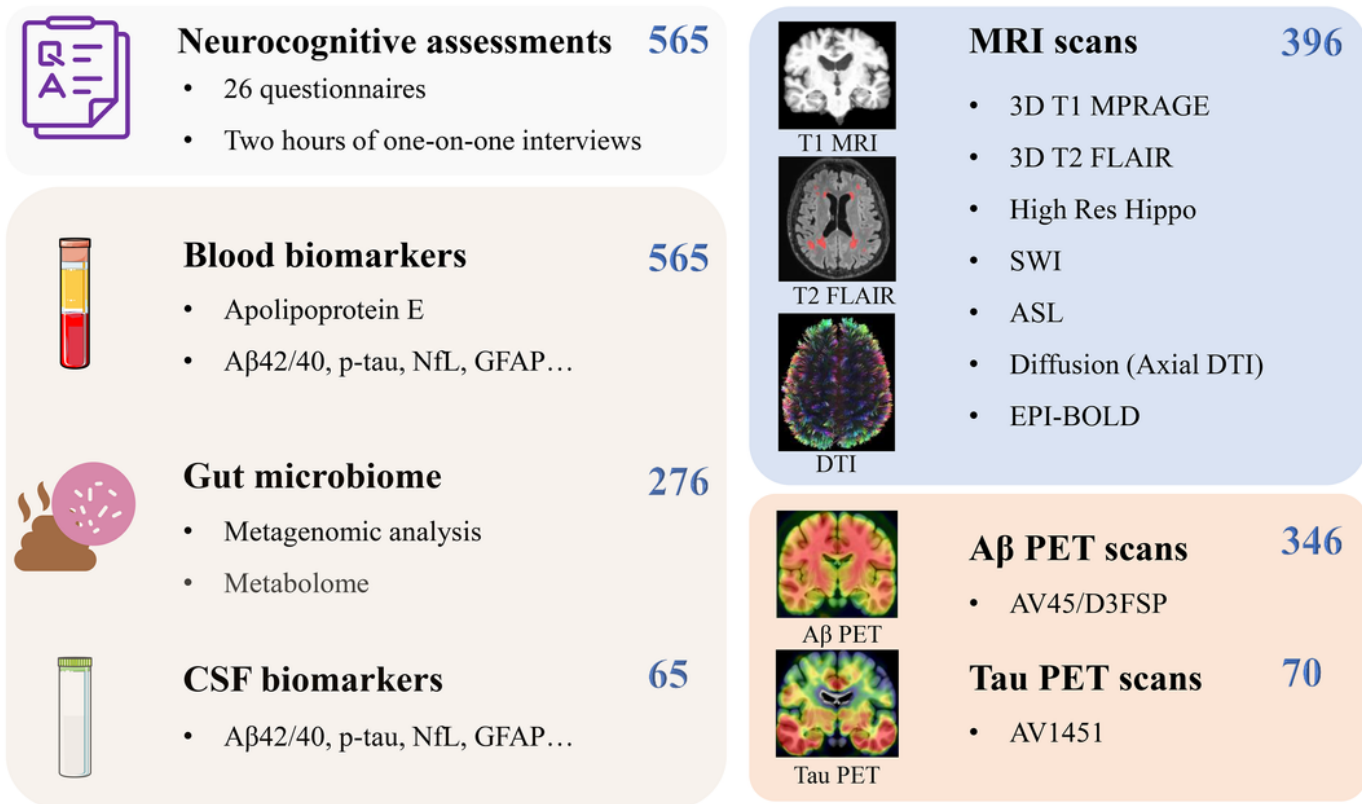 Q
A
Neurocognitive assessments 565
• 26 questionnaires
• Two hours of one-on-one interviews
Blood biomarkers 565
• Apolipoprotein E
• Aβ42/40, p-tau, NfL, GFAP…
Gut microbiome 276
• Metagenomic analysis
• Metabolome
CSF biomarkers 65
• Aβ42/40, p-tau, NfL, GFAP…
T1 MRI
T2 FLAIR
DTI
MRI scans 396
• 3D T1 MPRAGE
• 3D T2 FLAIR
• High Res Hippo
• SWI
• ASL
• Diffusion (Axial DTI)
• EPI-BOLD
Aβ PET
Aβ PET scans 346
• AV45/D3FSP
Tau PET
Tau PET scans 70
• AV1451